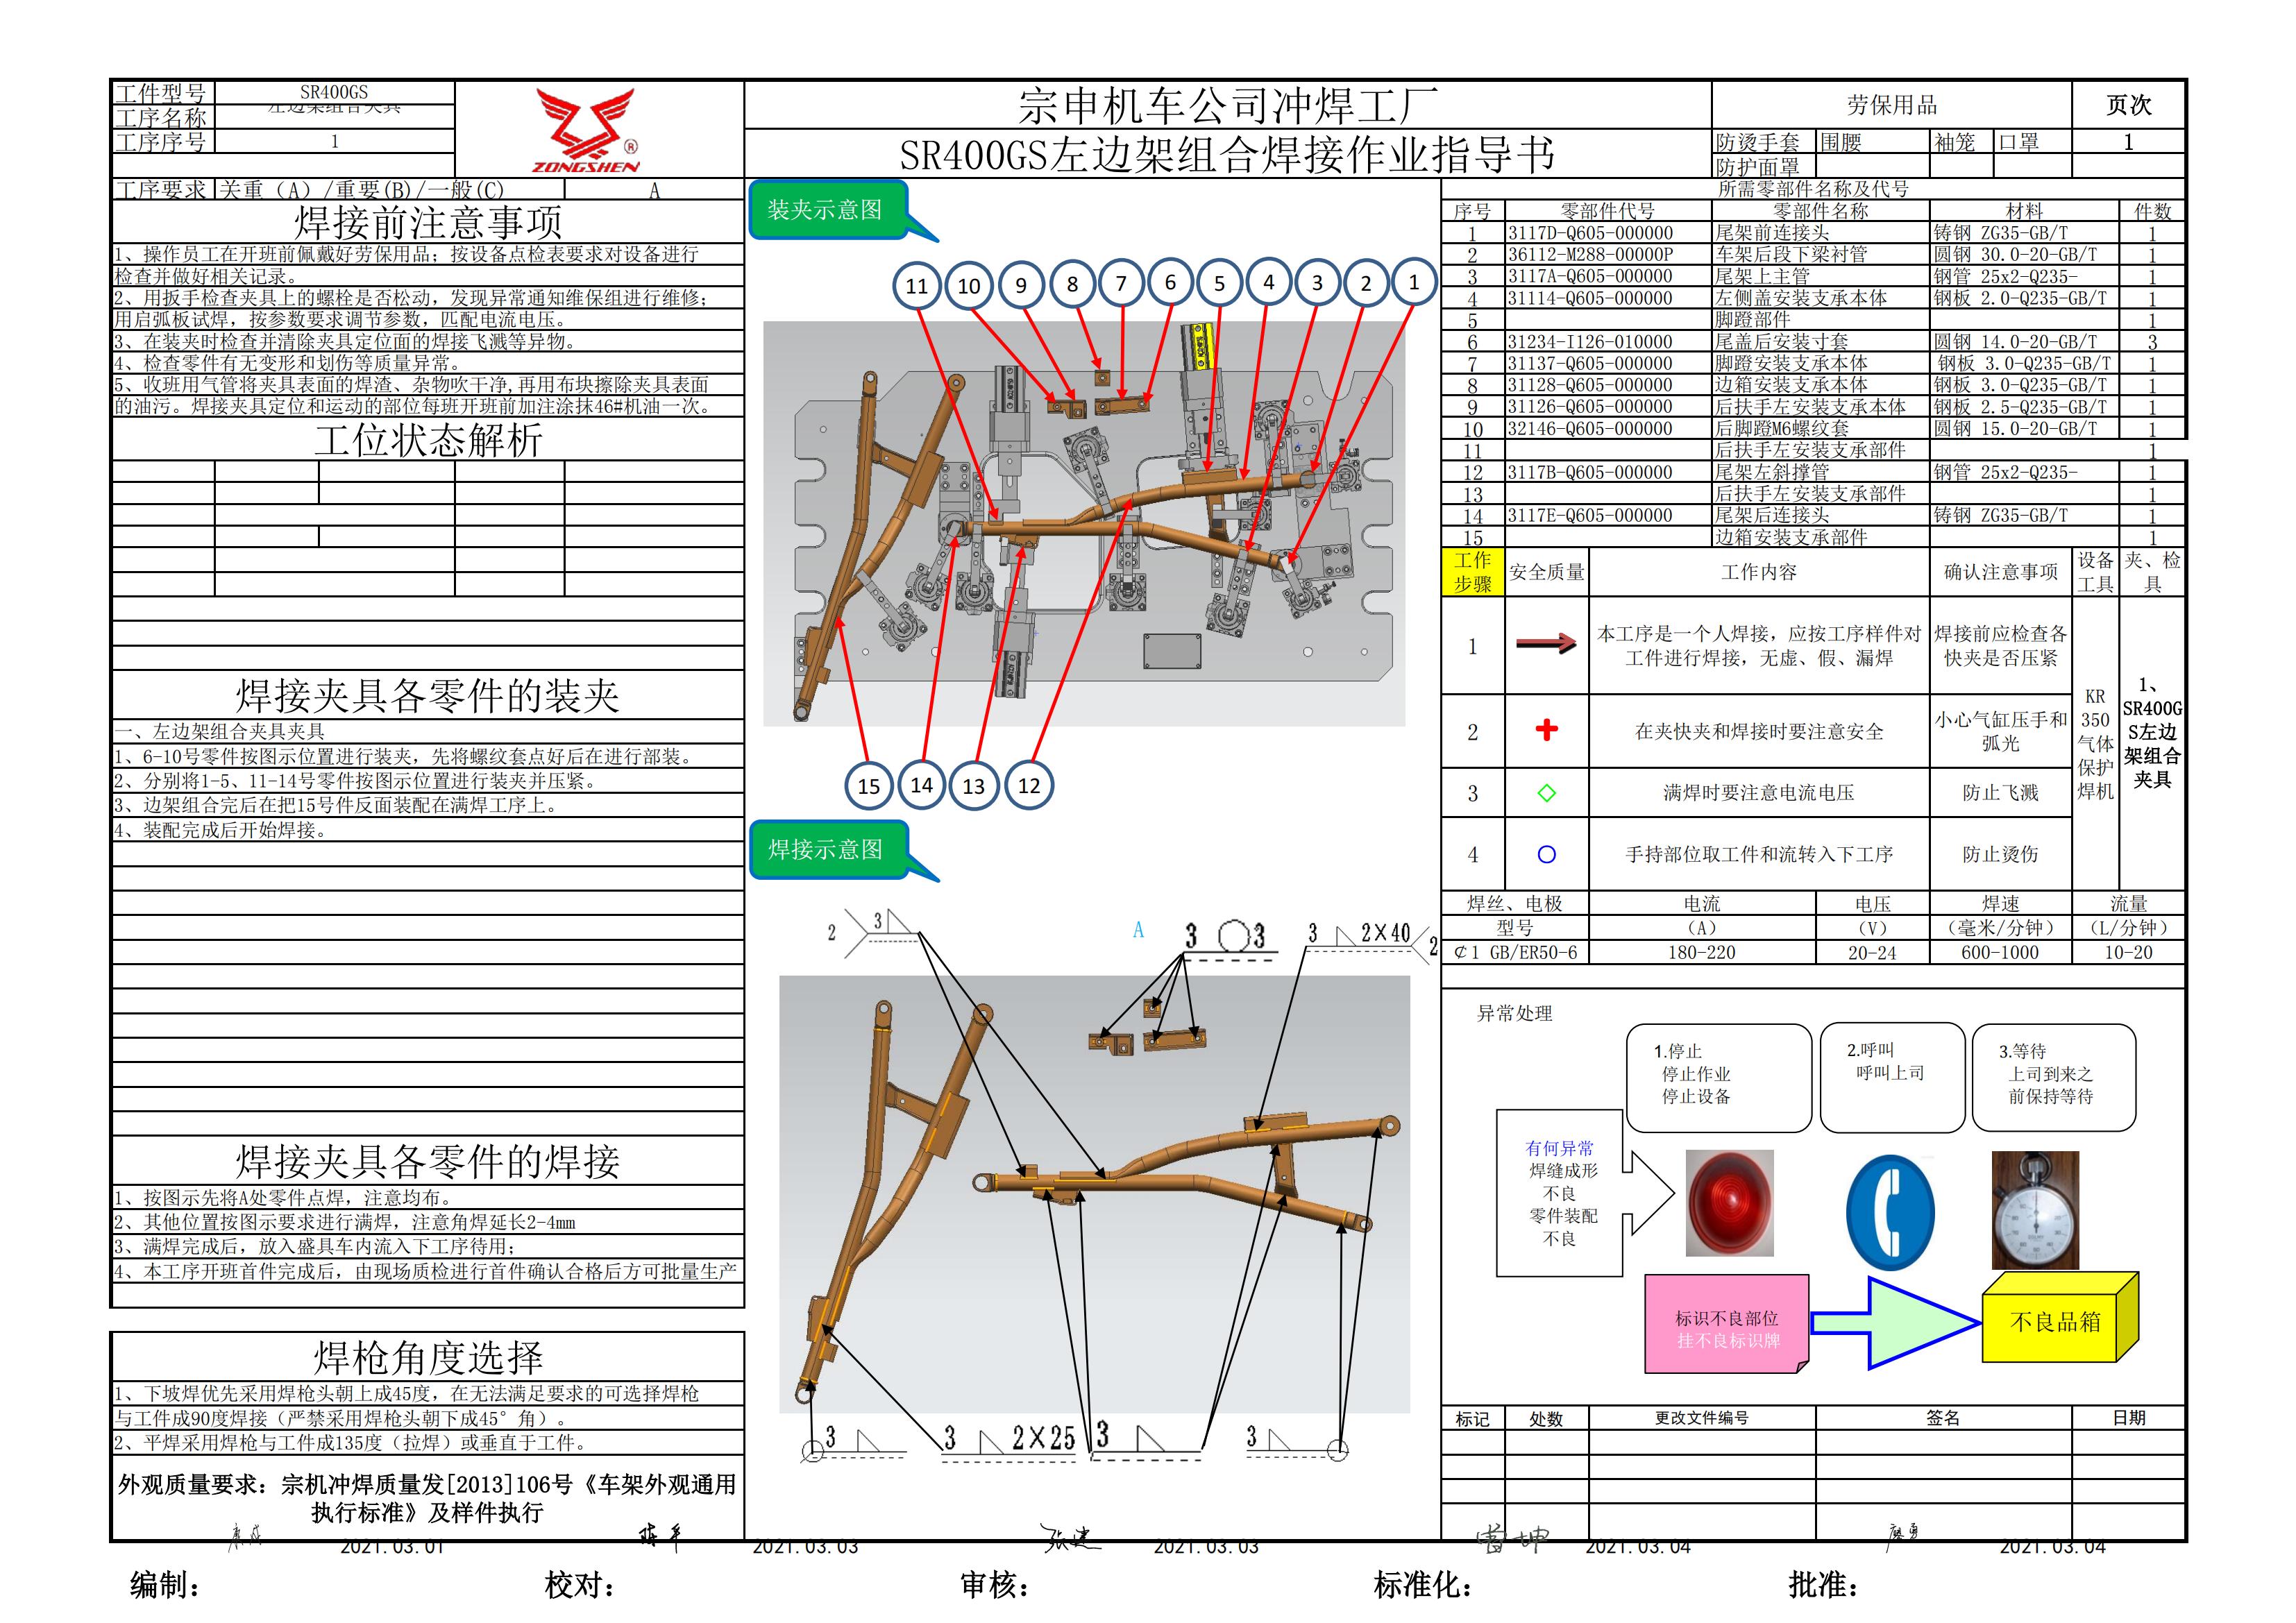 工件型号 SR400GS
工序名称 左边架组合夹具
工序序号 1
ZONGSHEN ®
宗申机车公司冲焊工厂
SR400GS左边架组合焊接作业指导书
劳保用品 页次
防烫手套 围腰 袖笼 口罩 1
防护面罩
工序要求 关重(A)/重要(B)/一般(C) A
焊接前注意事项
1、操作员工在开班前佩戴好劳保用品；按设备点检表要求对设备进行
检查并做好相关记录。
2、用扳手检查夹具上的螺栓是否松动，发现异常通知维保组进行维修；
用启弧板试焊，按参数要求调节参数，匹配电流电压。
3、在装夹时检查并清除夹具定位面的焊接飞溅等异物。
4、检查零件有无变形和划伤等质量异常。
5、收班用气管将夹具表面的焊渣、杂物吹干净,再用布块擦除夹具表面
的油污。焊接夹具定位和运动的部位每班开班前加注涂抹46#机油一次。
工位状态解析
焊接夹具各零件的装夹
一、左边架组合夹具夹具
1、6-10号零件按图示位置进行装夹，先将螺纹套点好后在进行部装。
2、分别将1-5、11-14号零件按图示位置进行装夹并压紧。
3、边架组合完后在把15号件反面装配在满焊工序上。
4、装配完成后开始焊接。
焊接夹具各零件的焊接
1、按图示先将A处零件点焊，注意均布。
2、其他位置按图示要求进行满焊，注意角焊延长2-4mm
3、满焊完成后，放入盛具车内流入下工序待用；
4、本工序开班首件完成后，由现场质检进行首件确认合格后方可批量生产
焊枪角度选择
1、下坡焊优先采用焊枪头朝上成45度，在无法满足要求的可选择焊枪
与工件成90度焊接（严禁采用焊枪头朝下成45°角）。
2、平焊采用焊枪与工件成135度（拉焊）或垂直于工件。
外观质量要求：宗机冲焊质量发[2013]106号《车架外观通用
执行标准》及样件执行
装夹示意图
11 10 9 8 7 6 5 4 3 2 1
15 14 13 12
焊接示意图
2 3 A 3 3 3 2×40 2
3 3 2×25 3 3
所需零部件名称及代号
序号 零部件代号 零部件名称 材料 件数
1 3117D-Q605-000000 尾架前连接头 铸钢 ZG35-GB/T 1
2 36112-M288-00000P 车架后段下梁衬管 圆钢 30.0-20-GB/T 1
3 3117A-Q605-000000 尾架上主管 钢管 25x2-Q235- 1
4 31114-Q605-000000 左侧盖安装支承本体 钢板 2.0-Q235-GB/T 1
5 脚蹬部件 1
6 31234-I126-010000 尾盖后安装寸套 圆钢 14.0-20-GB/T 3
7 31137-Q605-000000 脚蹬安装支承本体 钢板 3.0-Q235-GB/T 1
8 31128-Q605-000000 边箱安装支承本体 钢板 3.0-Q235-GB/T 1
9 31126-Q605-000000 后扶手左安装支承本体 钢板 2.5-Q235-GB/T 1
10 32146-Q605-000000 后脚蹬M6螺纹套 圆钢 15.0-20-GB/T 1
11 后扶手左安装支承部件 1
12 3117B-Q605-000000 尾架左斜撑管 钢管 25x2-Q235- 1
13 后扶手左安装支承部件 1
14 3117E-Q605-000000 尾架后连接头 铸钢 ZG35-GB/T 1
15 边箱安装支承部件 1
工作步骤 安全质量 工作内容 确认注意事项 设备工具 夹、检具
1 本工序是一个人焊接，应按工序样件对工件进行焊接，无虚、假、漏焊 焊接前应检查各快夹是否压紧
2 在夹快夹和焊接时要注意安全 小心气缸压手和弧光
3 满焊时要注意电流电压 防止飞溅
4 手持部位取工件和流转入下工序 防止烫伤
KR350气体保护焊机
1、SR400GS左边架组合夹具
焊丝、电极 电流 电压 焊速 流量
型号 （A） （V） （毫米/分钟） （L/分钟）
¢1 GB/ER50-6 180-220 20-24 600-1000 10-20
异常处理
1.停止
停止作业
停止设备
2.呼叫
呼叫上司
3.等待
上司到来之
前保持等待
有何异常
焊缝成形
不良
零件装配
不良
标识不良部位
挂不良标识牌
不良品箱
标记 处数 更改文件编号 签名 日期
2021.03.01 2021.03.03 张建 2021.03.03 雷坤 2021.03.04 廖勇 2021.03.04
编制： 校对： 审核： 标准化： 批准：